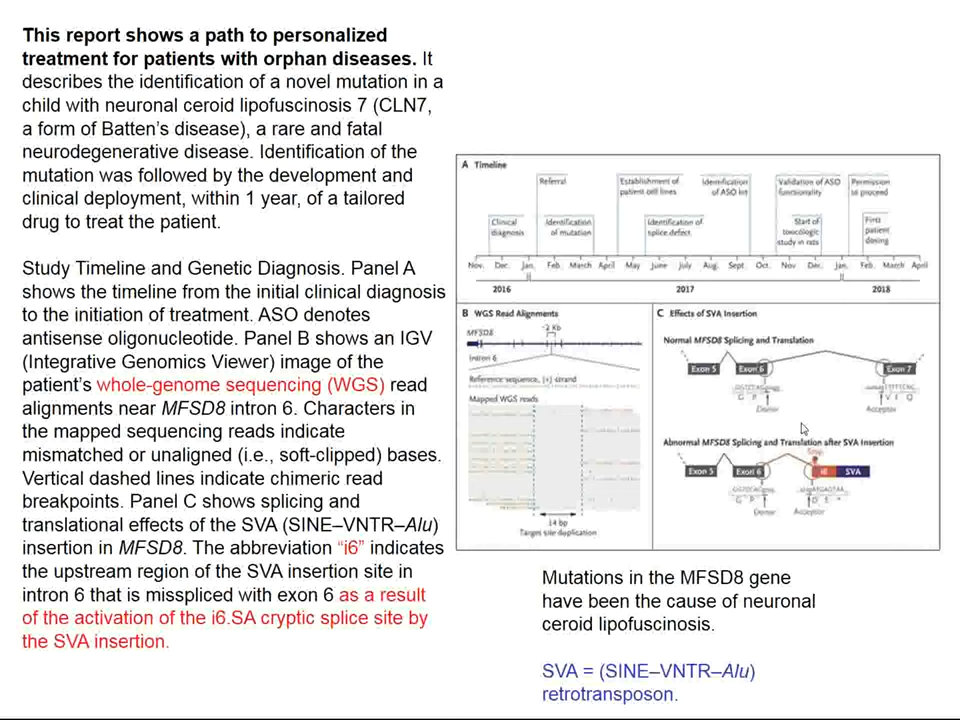 This report shows a path to personalized
treatment for patients with orphan diseases. It
describes the identification of a novel mutation in a
child with neuronal ceroid lipofuscinosis 7 (CLN7,
a form of Batten's disease), a rare and fatal
neurodegenerative disease. Identification of the
mutation was followed by the development and
clinical deployment, within 1 year, of a tailored
drug to treat the patient.
Study Timeline and Genetic Diagnosis. Panel A
shows the timeline from the initial clinical diagnosis
to the initiation of treatment. ASO denotes
antisense oligonucleotide. Panel B shows an IGV
(Integrative Genomics Viewer) image of the
patient's whole-genome sequencing (WGS) read
alignments near MFSD8 intron 6. Characters in
the mapped sequencing reads indicate
mismatched or unaligned (i.e., soft-clipped) bases.
Vertical dashed lines indicate chimeric read
breakpoints. Panel C shows splicing and
translational effects of the SVA (SINE–VNTR–Alu)
insertion in MFSD8. The abbreviation "i6" indicates
the upstream region of the SVA insertion site in
intron 6 that is misspliced with exon 6 as a result
of the activation of the i6.SA cryptic splice site by
the SVA insertion.
A Timeline
Referral
Establishment of
patient cell lines
Identification
of ASO hit
Validation of ASO
functionality
Permission
to proceed
Clinical
diagnosis
Identification
of mutation
Identification of
splice defect
Start of
toxicologic
study in rats
First
patient
dosing
Nov. Dec. Jan. Feb. March April May June July Aug. Sept. Oct. Nov. Dec. Jan. Feb. March April
2016 2017 2018
B WGS Read Alignments
~2 Kb
MFSD8
Intron 6
Reference sequence, (+) strand
Mapped WGS reads
14 bp
Target site duplication
C Effects of SVA Insertion
Normal MFSD8 Splicing and Translation
Exon 5 Exon 6 Exon 7
G P V I Q
Donor Acceptor
Abnormal MFSD8 Splicing and Translation after SVA Insertion
Stop
Exon 5 Exon 6 i6 SVA
G P D E *
Donor Acceptor
Mutations in the MFSD8 gene
have been the cause of neuronal
ceroid lipofuscinosis.
SVA = (SINE–VNTR–Alu)
retrotransposon.